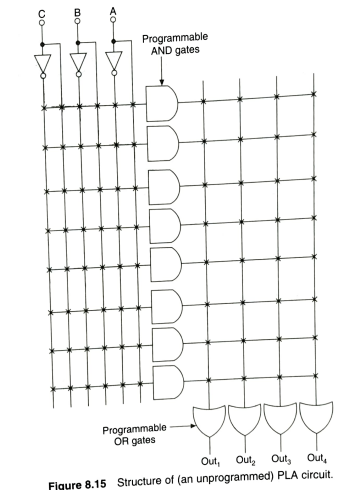 C B A
Programmable
AND gates
Programmable
OR gates
Out₁ Out₂ Out₃ Out₄
Figure 8.15 Structure of (an unprogrammed) PLA circuit.